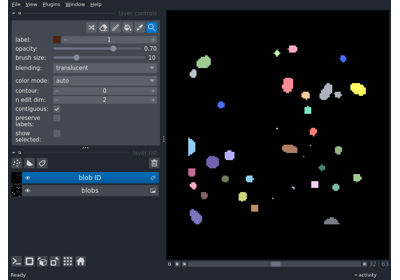 File View Plugins Window Help
layer controls
label: 1
opacity: 0.70
brush size: 10
blending: translucent
color mode: auto
contour: 0
n edit dim: 2
contiguous:
preserve
labels:
show
selected:
layer list
blob ID
blobs
32 63
Ready
activity